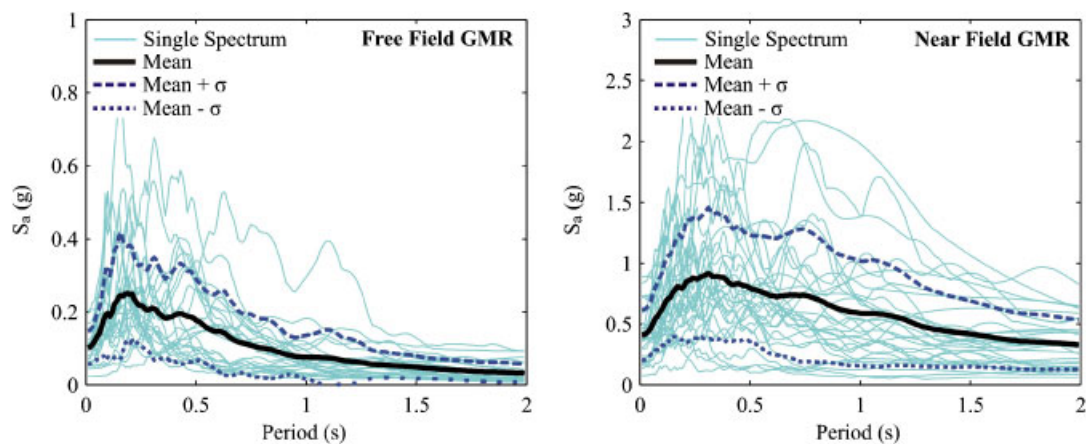 Free Field GMR
Single Spectrum
Mean
Mean + σ
Mean - σ
1
0.8
0.6
0.4
0.2
0
Sa (g)
0
0.5
1
1.5
2
Period (s)
Near Field GMR
Single Spectrum
Mean
Mean + σ
Mean - σ
3
2.5
2
1.5
1
0.5
0
Sa (g)
0
0.5
1
1.5
2
Period (s)